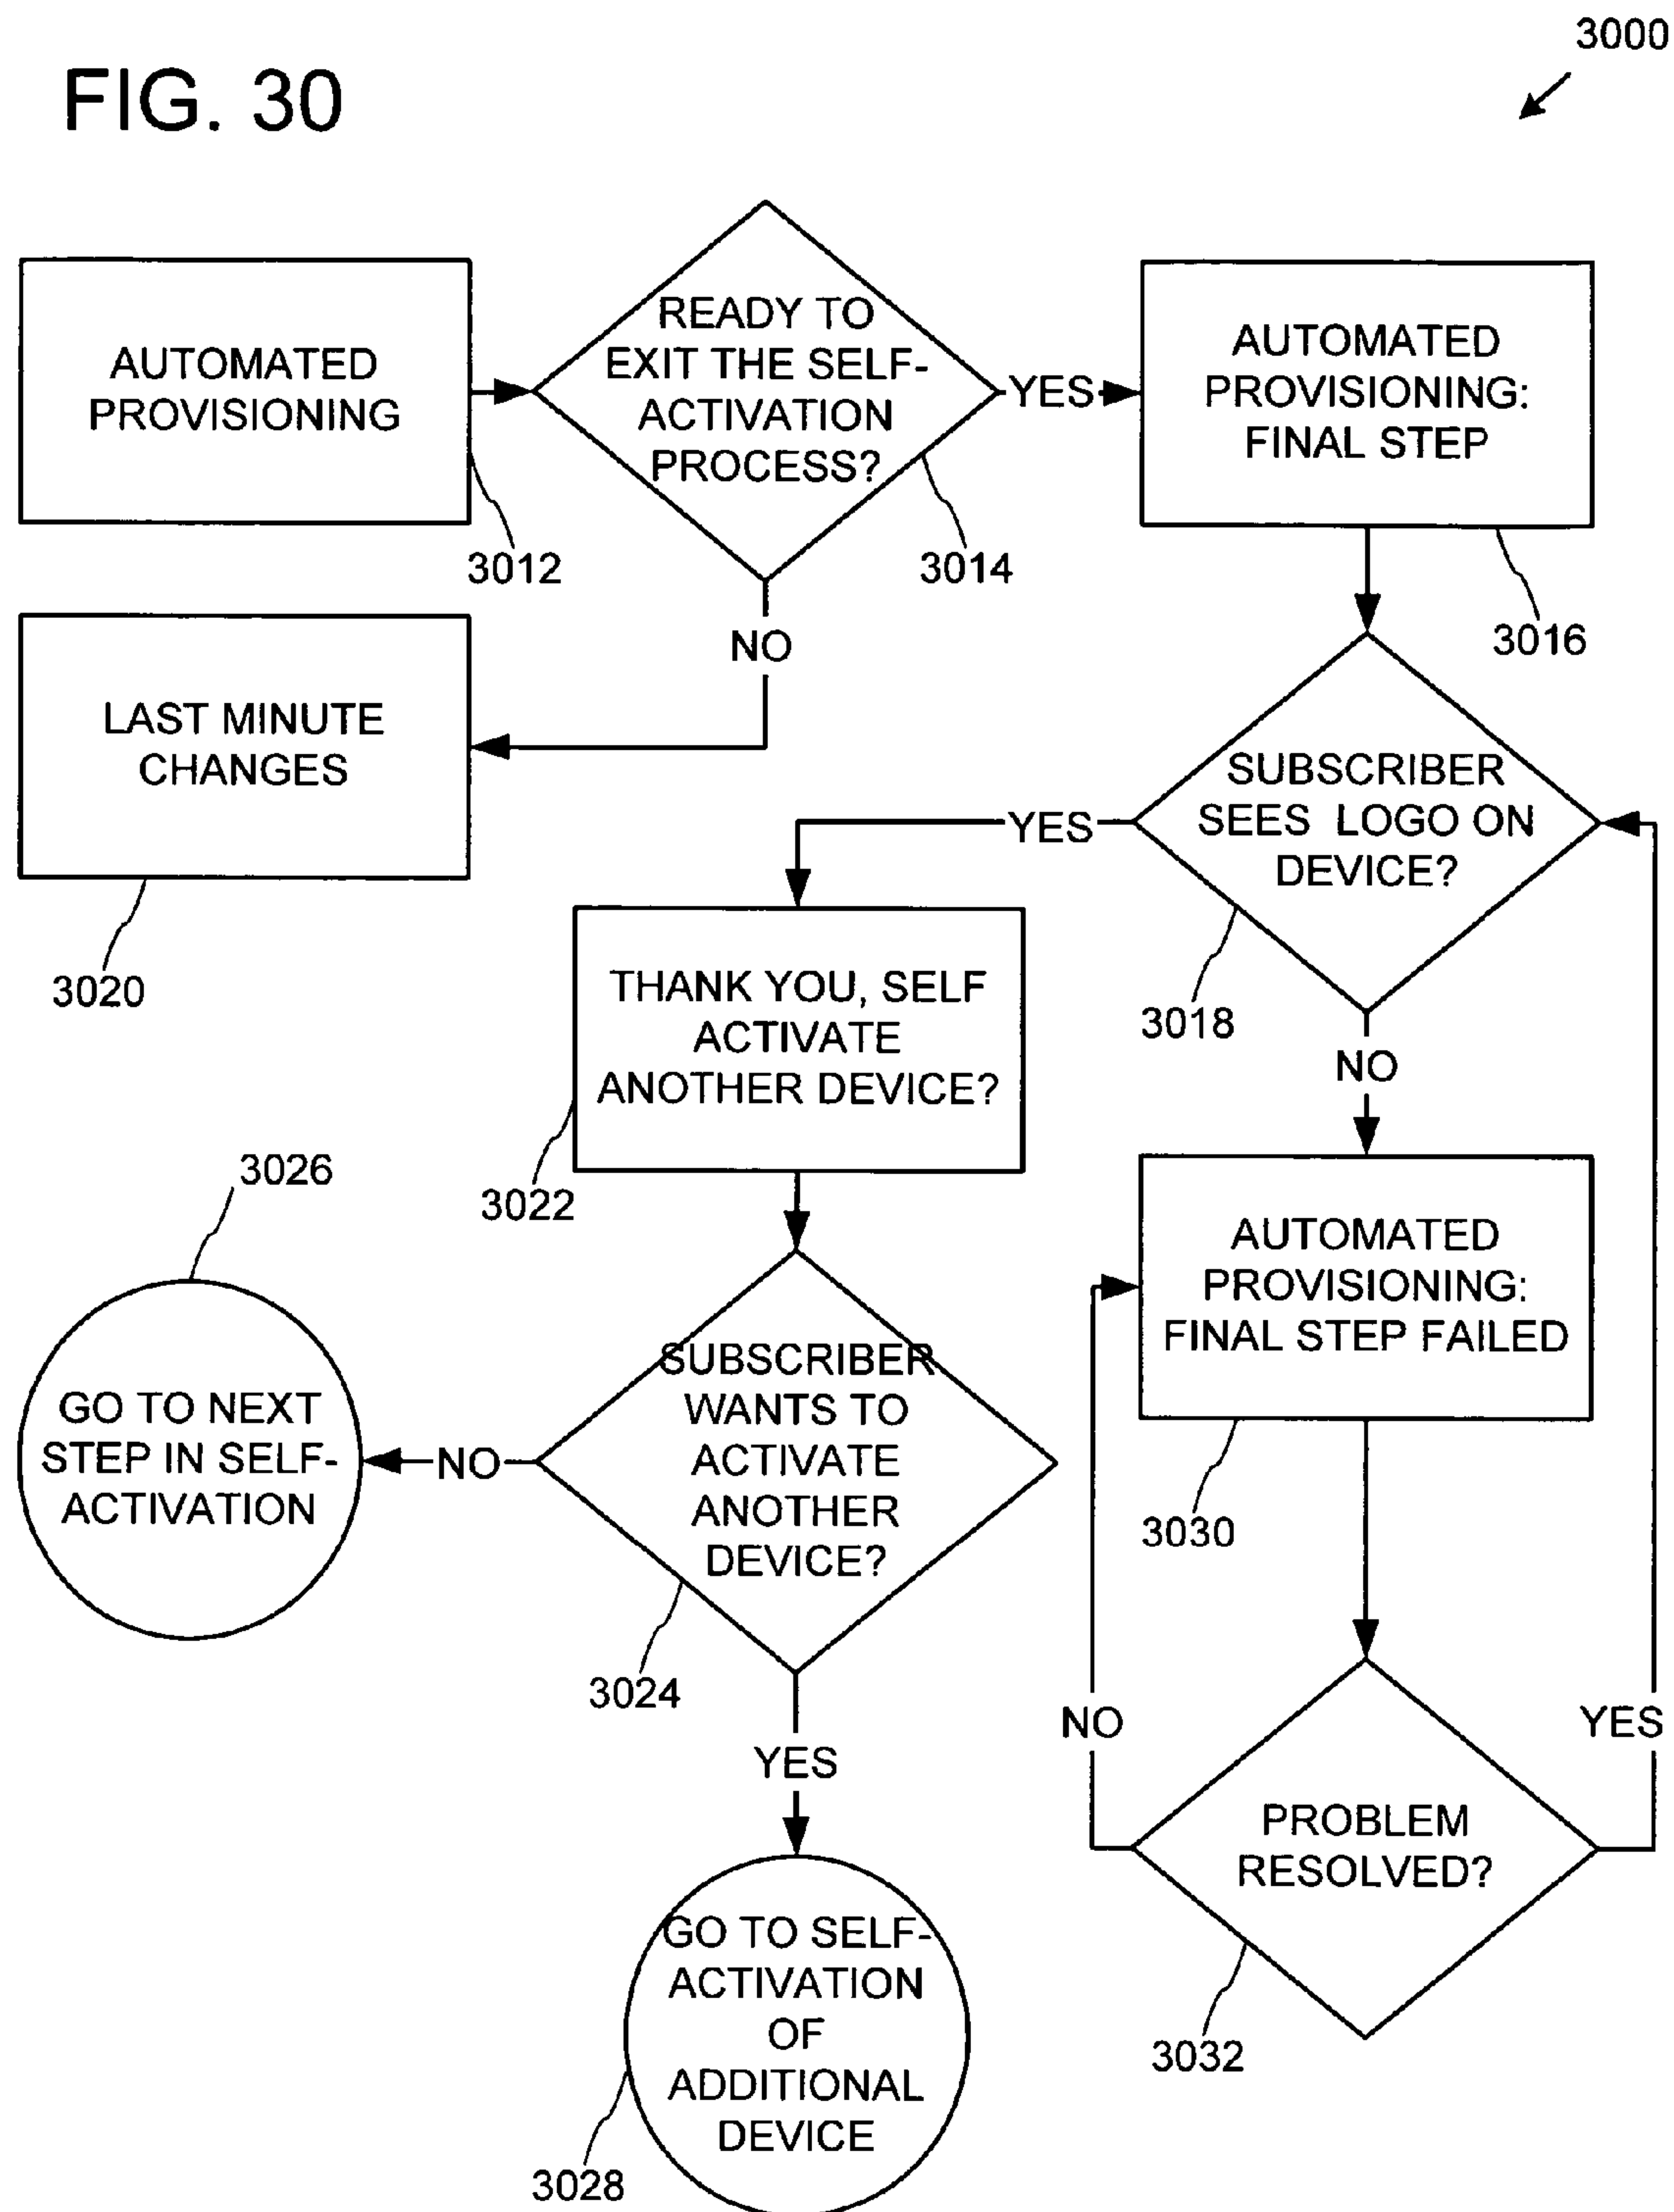 3000
FIG. 30
AUTOMATED
PROVISIONING
3012
READY TO
EXIT THE SELF-
ACTIVATION
PROCESS?
3014
YES
AUTOMATED
PROVISIONING:
FINAL STEP
3016
NO
LAST MINUTE
CHANGES
3020
SUBSCRIBER
SEES LOGO ON
DEVICE?
3018
YES
THANK YOU, SELF
ACTIVATE
ANOTHER DEVICE?
3022
NO
AUTOMATED
PROVISIONING:
FINAL STEP FAILED
3030
3026
GO TO NEXT
STEP IN SELF-
ACTIVATION
NO
SUBSCRIBER
WANTS TO
ACTIVATE
ANOTHER
DEVICE?
3024
YES
NO
YES
PROBLEM
RESOLVED?
3032
GO TO SELF-
ACTIVATION
OF
ADDITIONAL
DEVICE
3028